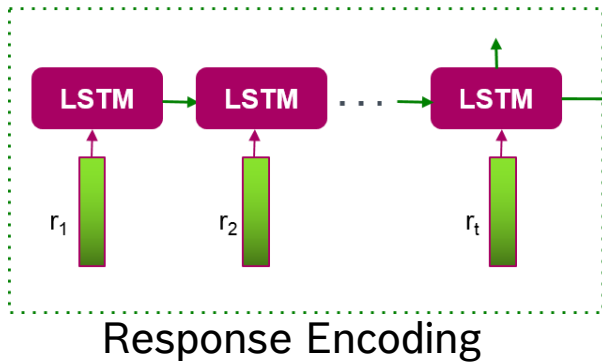 LSTM LSTM . . . LSTM
r1 r2 rt
Response Encoding